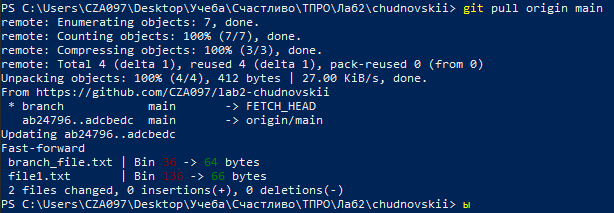 PS C:\Users\CZA097\Desktop\Учеба\Счастливо\ТПРО\Лаб2\chudnovskii> git pull origin main
remote: Enumerating objects: 7, done.
remote: Counting objects: 100% (7/7), done.
remote: Compressing objects: 100% (3/3), done.
remote: Total 4 (delta 1), reused 4 (delta 1), pack-reused 0 (from 0)
Unpacking objects: 100% (4/4), 412 bytes | 27.00 KiB/s, done.
From https://github.com/CZA097/lab2-chudnovskii
 * branch            main       -> FETCH_HEAD
   ab24796..adcbedc  main       -> origin/main
Updating ab24796..adcbedc
Fast-forward
 branch_file.txt | Bin 36 -> 64 bytes
 file1.txt       | Bin 136 -> 66 bytes
 2 files changed, 0 insertions(+), 0 deletions(-)
PS C:\Users\CZA097\Desktop\Учеба\Счастливо\ТПРО\Лаб2\chudnovskii> ы